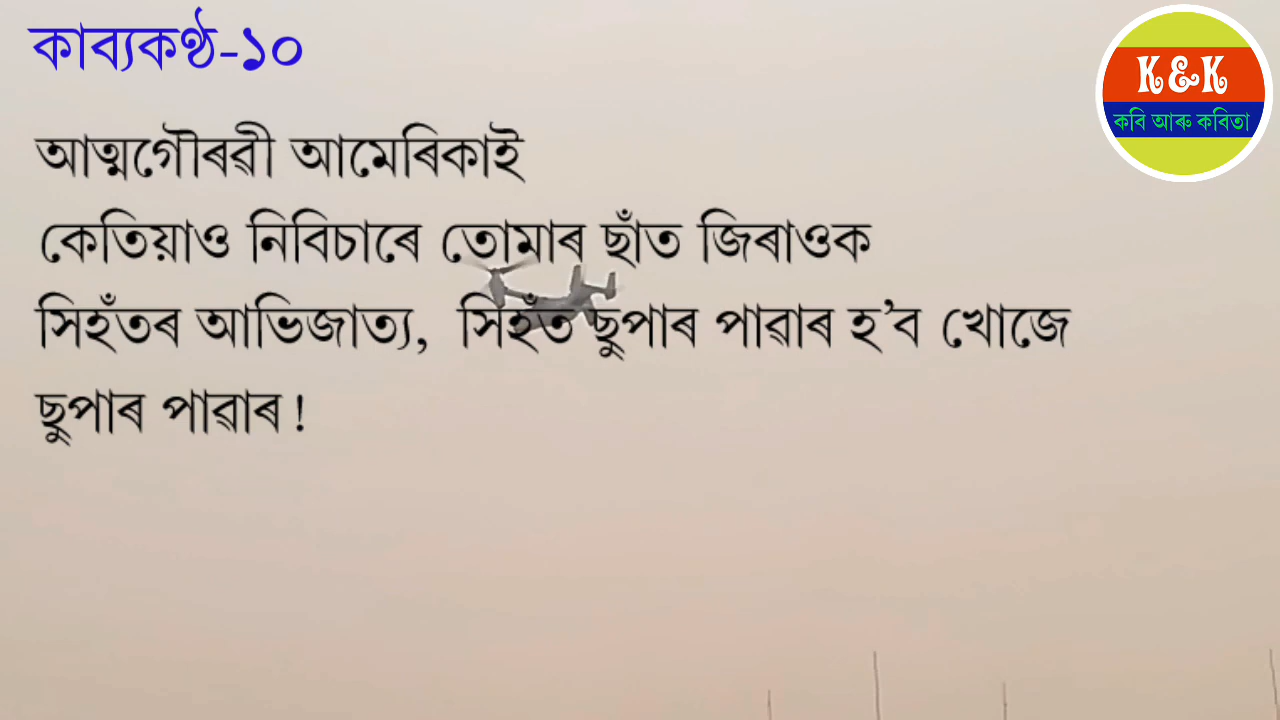 কাব্যকণ্ঠ-১০
K&K
কবি আৰু কবিতা
আত্মগৌৰৱী আমেৰিকাই
কেতিয়াও নিবিচাৰে তোমাৰ ছাঁত জিৰাওক
সিহঁতৰ আভিজাত্য, সিহঁত ছুপাৰ পাৱাৰ হ’ব খোজে
ছুপাৰ পাৱাৰ!